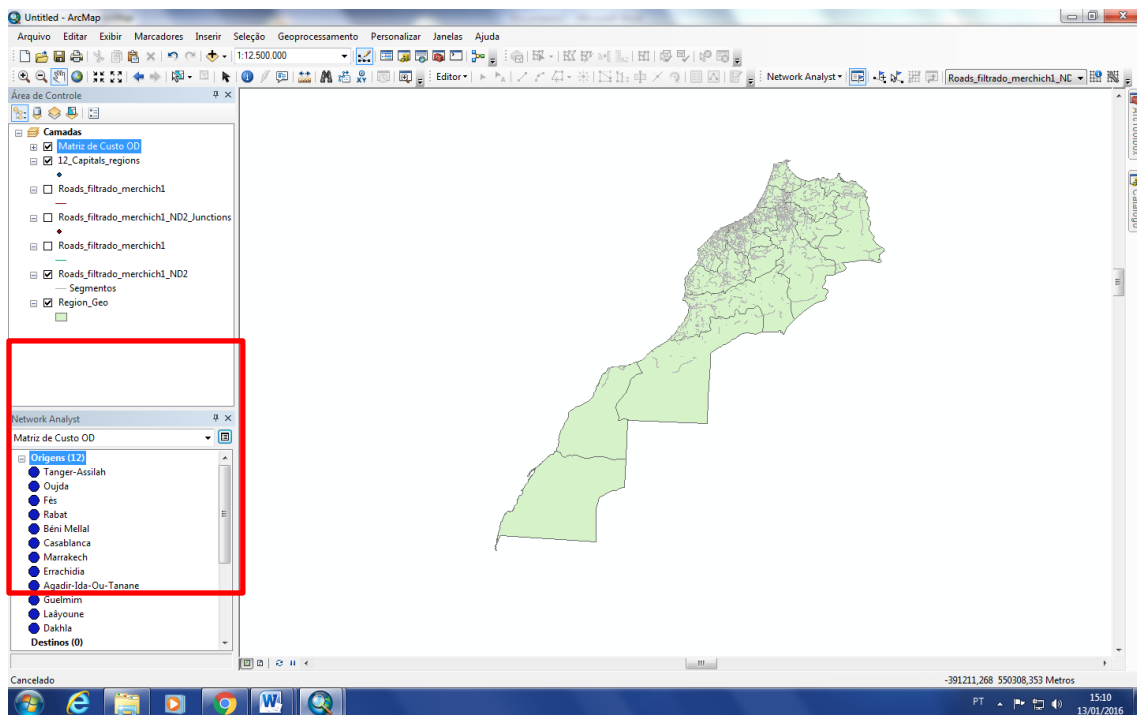 Untitled - ArcMap
Arquivo Editar Exibir Marcadores Inserir Seleção Geoprocessamento Personalizar Janelas Ajuda
1:12.500.000
Editor Network Analyst Roads_filtrado_merchich1_NE
Área de Controle
Camadas
Matriz de Custo OD
12_Capitals_regions
Roads_filtrado_merchich1
Roads_filtrado_merchich1_ND2_Junctions
Roads_filtrado_merchich1
Roads_filtrado_merchich1_ND2
Segmentos
Region_Geo
Network Analyst
Matriz de Custo OD
Origens (12)
Tanger-Assilah
Oujda
Fès
Rabat
Béni Mellal
Casablanca
Marrakech
Errachidia
Agadir-Ida-Ou-Tanane
Guelmim
Laâyoune
Dakhla
Destinos (0)
ArcToolbox
Catálogo
Cancelado
-391211,268 550308,353 Metros
PT
15:10
13/01/2016